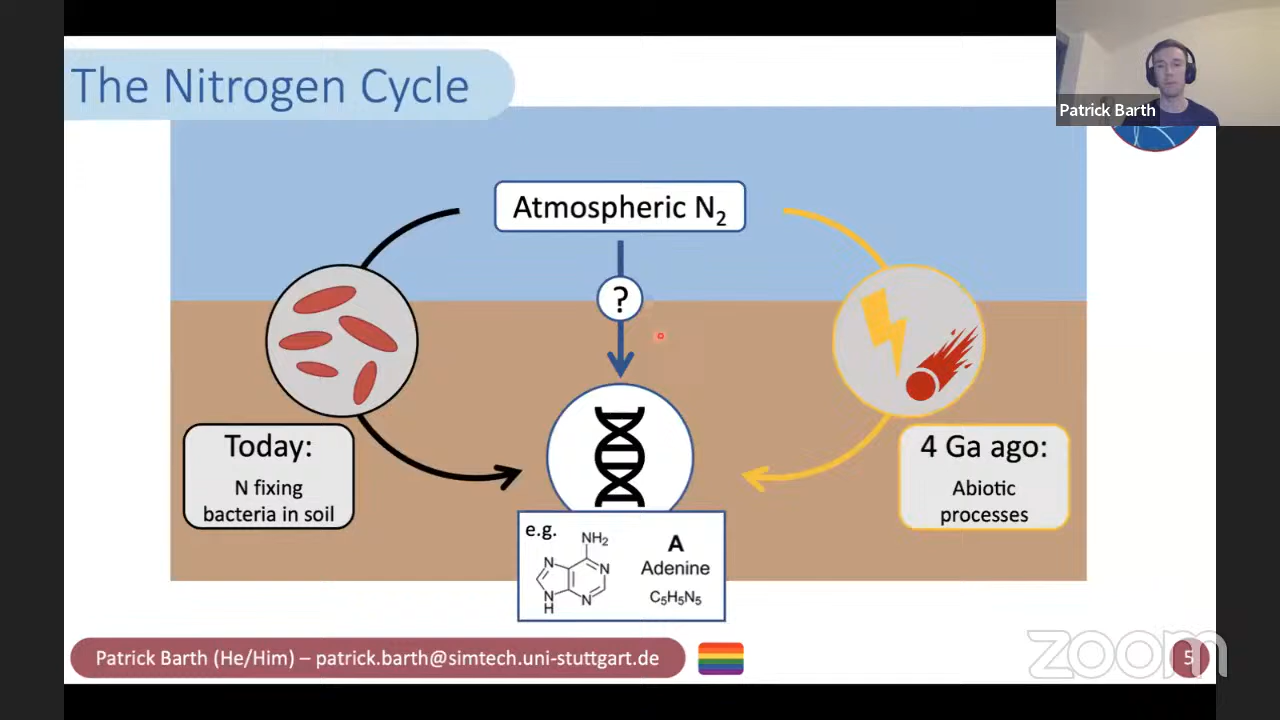 The Nitrogen Cycle
Patrick Barth
Atmospheric N₂
?
Today:
N fixing
bacteria in soil
4 Ga ago:
Abiotic
processes
e.g.
NH₂
N
N
N
H
N
A
Adenine
C₅H₅N₅
Patrick Barth (He/Him) – patrick.barth@simtech.uni-stuttgart.de
zoom
5